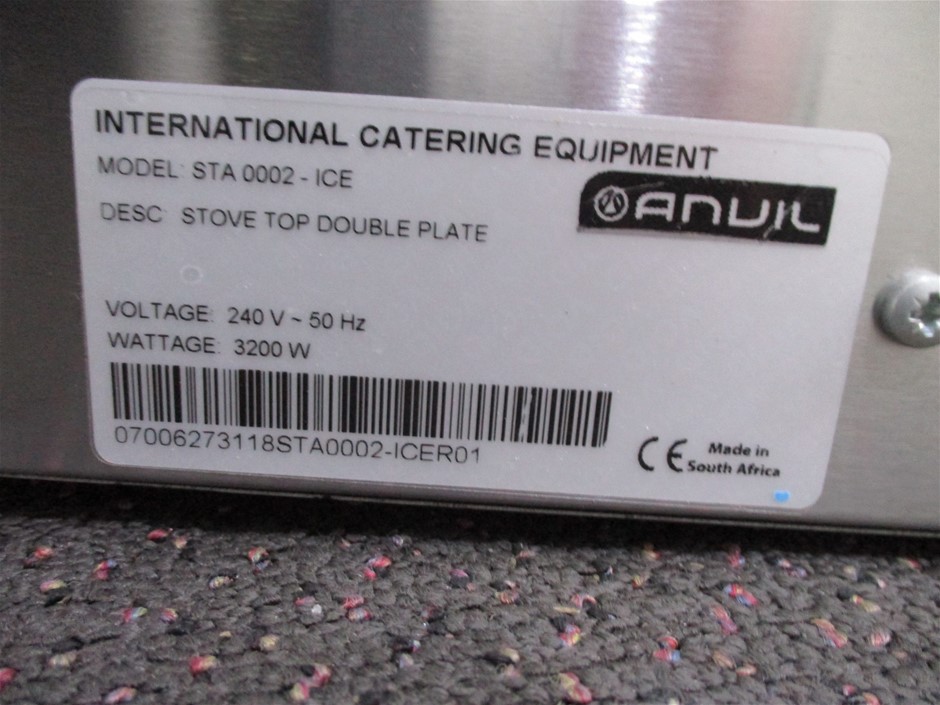 INTERNATIONAL CATERING EQUIPMENT
MODEL: STA 0002 - ICE
ANVIL
DESC: STOVE TOP DOUBLE PLATE
VOLTAGE: 240 V ~ 50 Hz
WATTAGE: 3200 W
07006273118STA0002-ICER01
CE Made in
South Africa